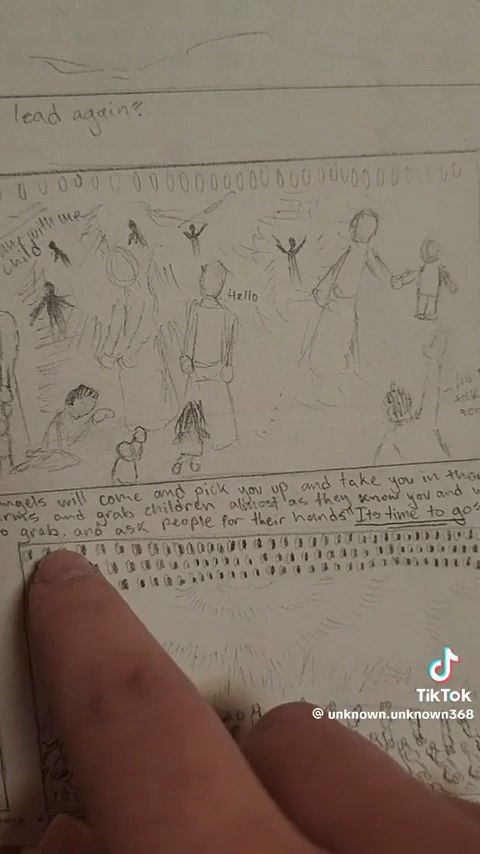 lead again"
with me
child
Hello
angels will come and pick you up and take you in
arms and grab children almost as they know you and
to grab, and ask people for their hands "Its time to go"
TikTok
@ unknown.unknown368